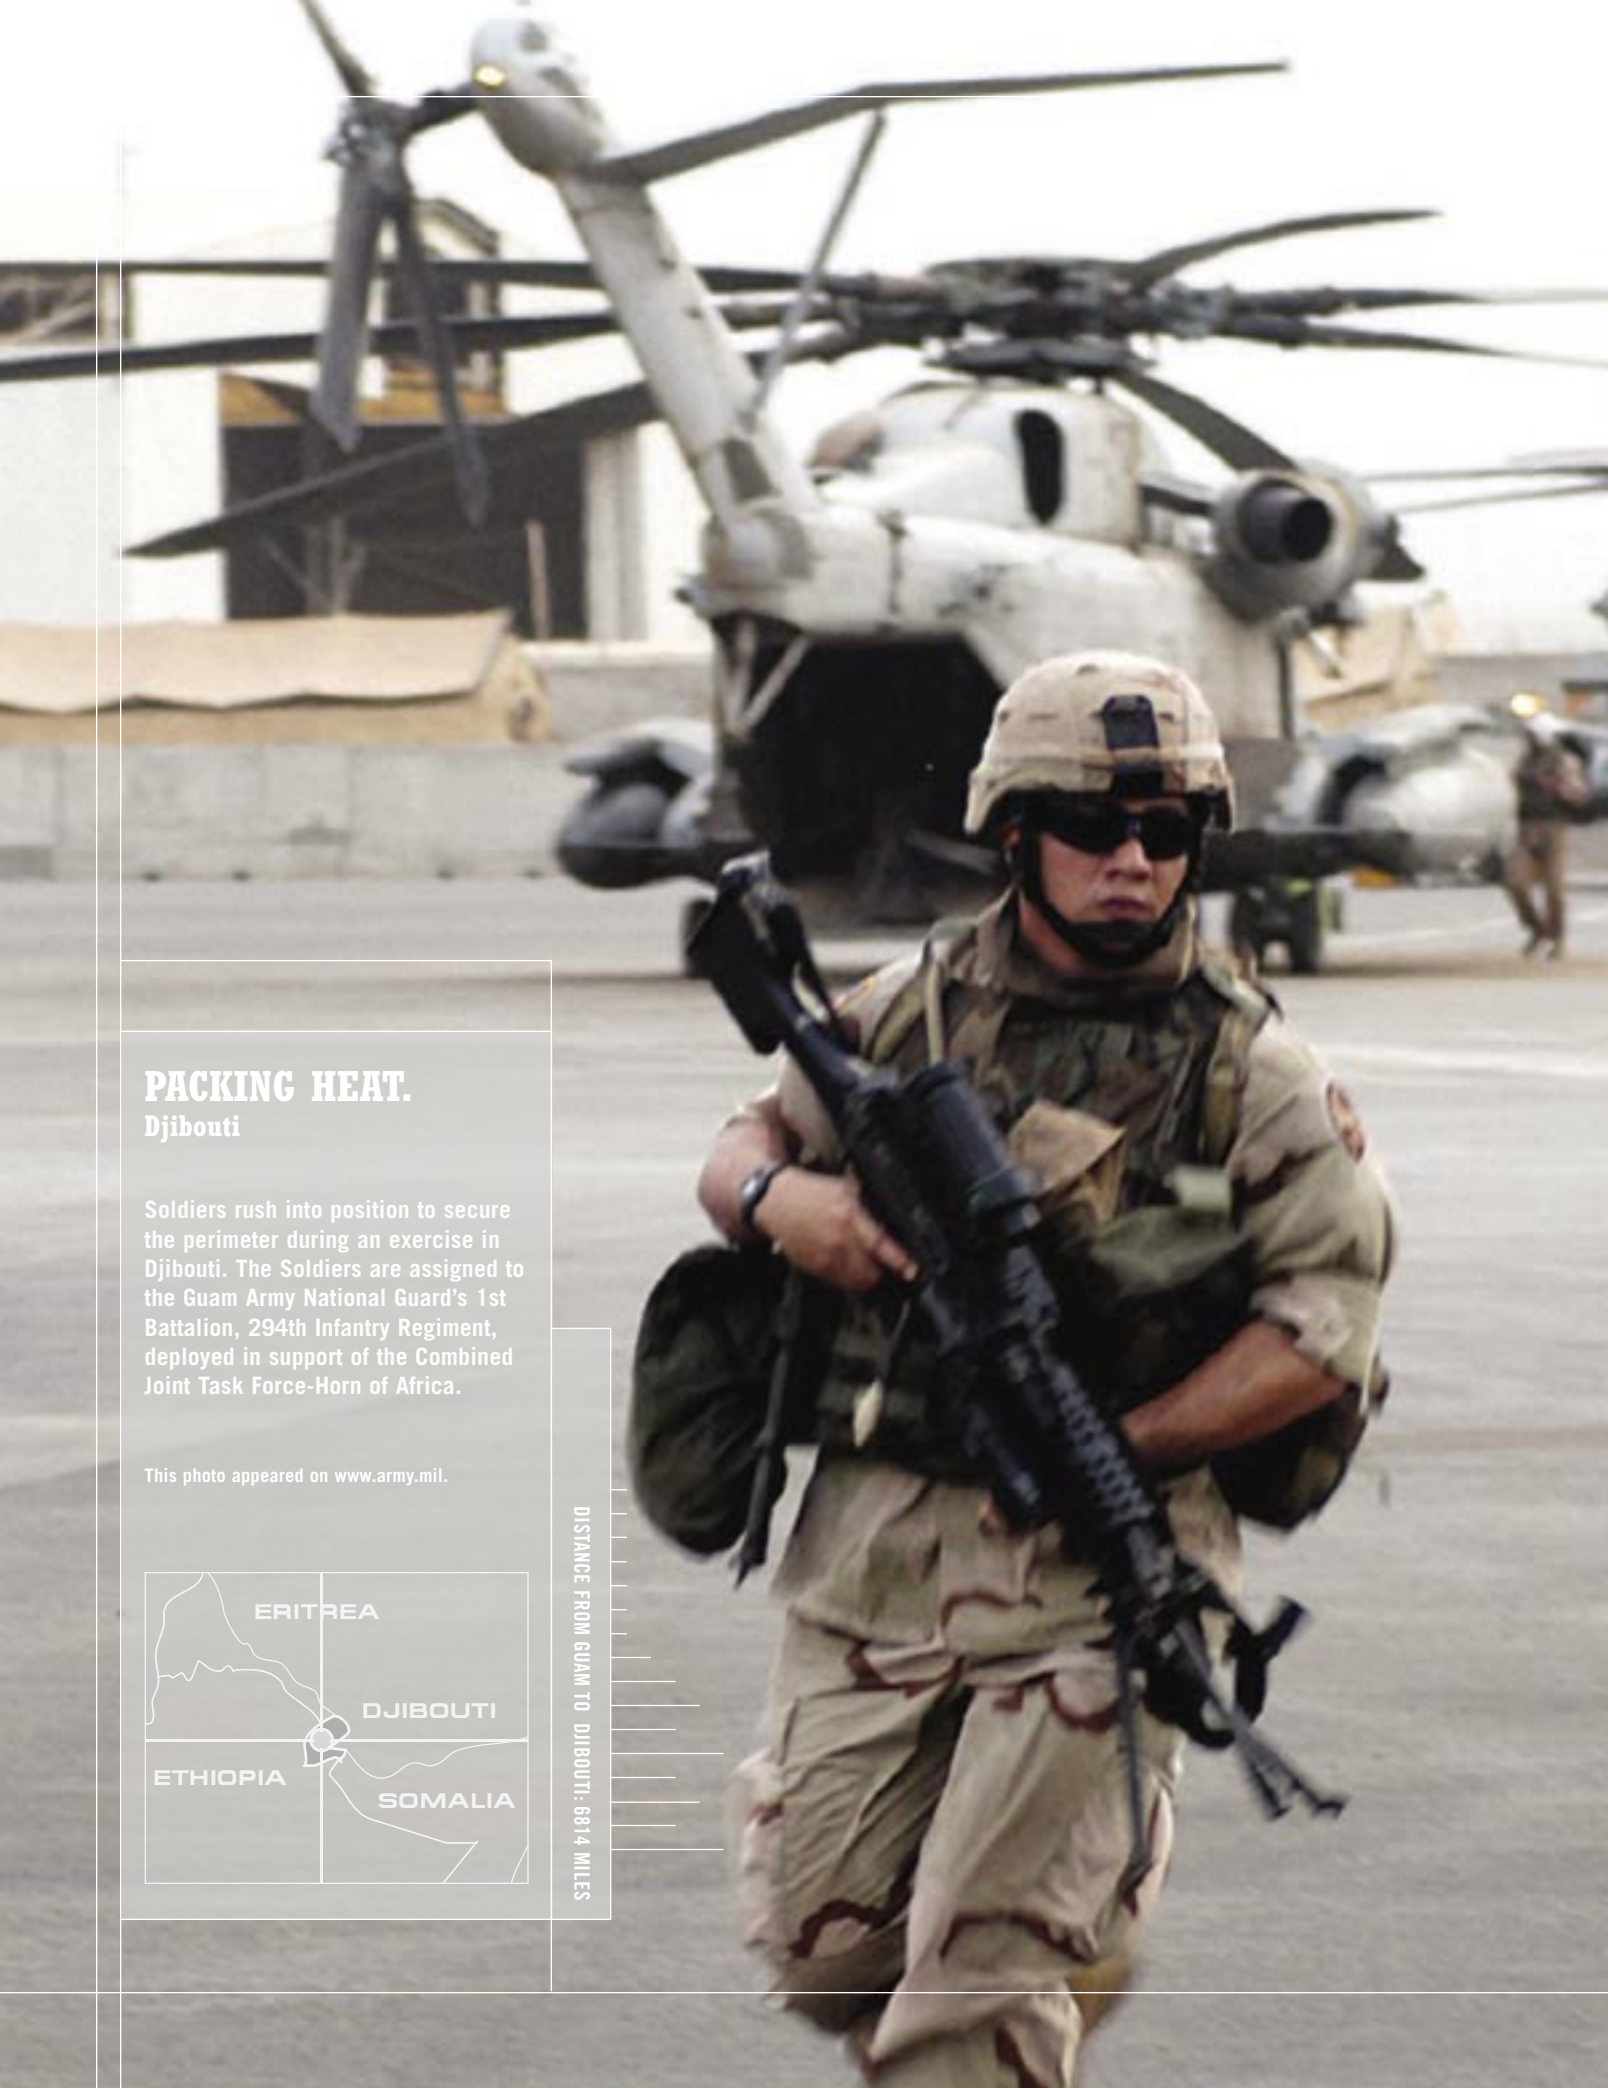 PACKING HEAT.
Djibouti
Soldiers rush into position to secure
the perimeter during an exercise in
Djibouti. The Soldiers are assigned to
the Guam Army National Guard’s 1st
Battalion, 294th Infantry Regiment,
deployed in support of the Combined
Joint Task Force-Horn of Africa.
This photo appeared on www.army.mil.
ERITREA
DJIBOUTI
ETHIOPIA
SOMALIA
DISTANCE FROM GUAM TO DJIBOUTI: 6814 MILES